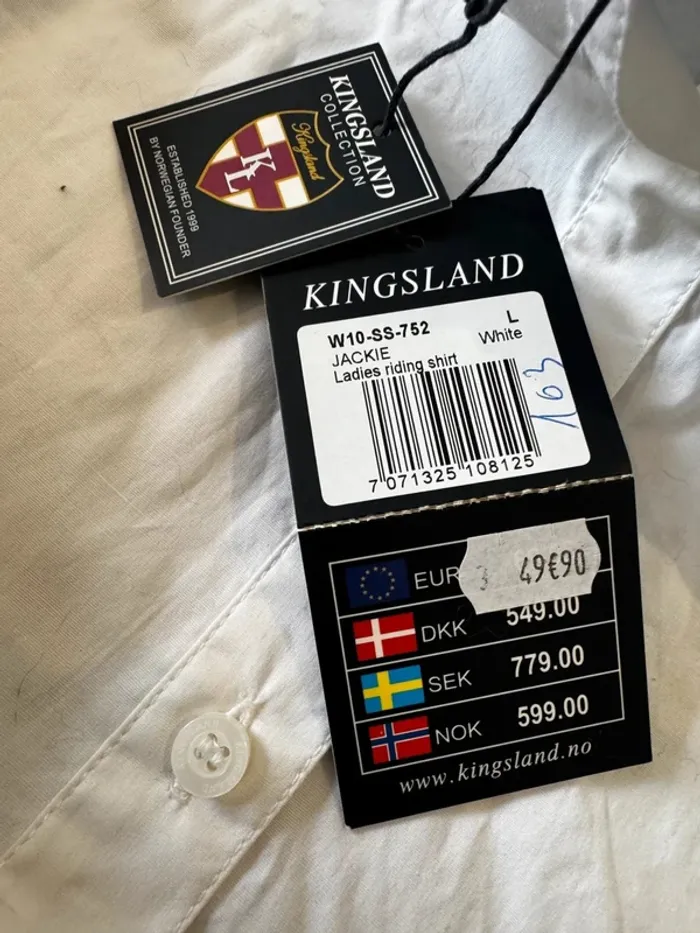 KINGSLAND
COLLECTION
Kingsland
KL
ESTABLISHED 1999
BY NORWEGIAN FOUNDER
KINGSLAND
W10-SS-752 L
JACKIE White
Ladies riding shirt
163
7 071325 108125
EUR 49€90
DKK 549.00
SEK 779.00
NOK 599.00
www.kingsland.no